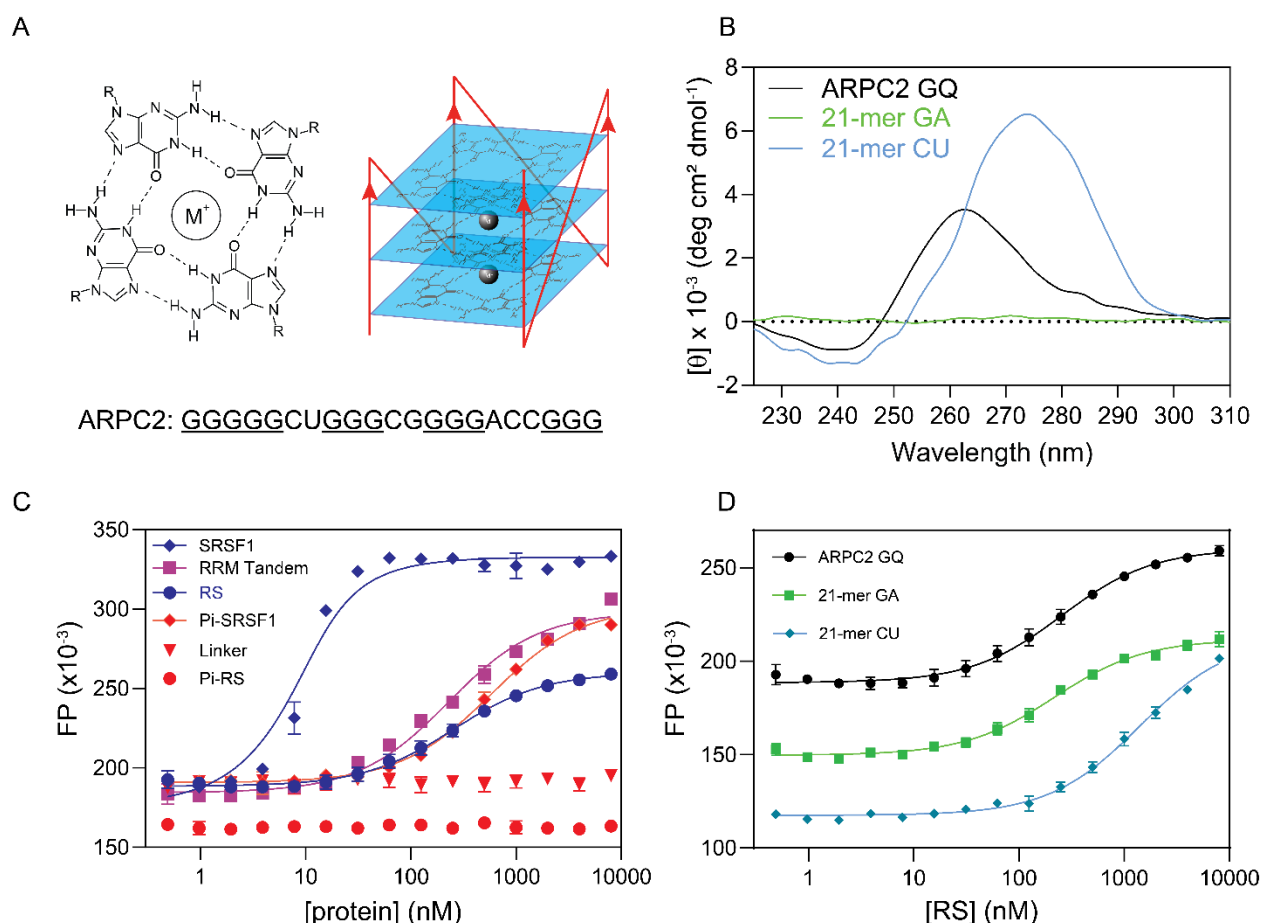 A
R
N
N
N
H
H
N
N
R
N
H
O
O
N
N
H
N
M⁺
H
N
H
N
N
H
N
N
O
O
H
N
N
R
N
N
H
N
N
N
R
H
ARPC2: GGGGGCUGGGCGGGGACCGGG
B
8
6
4
2
0
-2
[θ] x 10⁻³ (deg cm² dmol⁻¹)
ARPC2 GQ
21-mer GA
21-mer CU
230 240 250 260 270 280 290 300 310
Wavelength (nm)
C
350
300
250
200
150
FP (x10⁻³)
SRSF1
RRM Tandem
RS
Pi-SRSF1
Linker
Pi-RS
1 10 100 1000 10000
[protein] (nM)
D
250
200
150
100
FP (x10⁻³)
ARPC2 GQ
21-mer GA
21-mer CU
1 10 100 1000 10000
[RS] (nM)